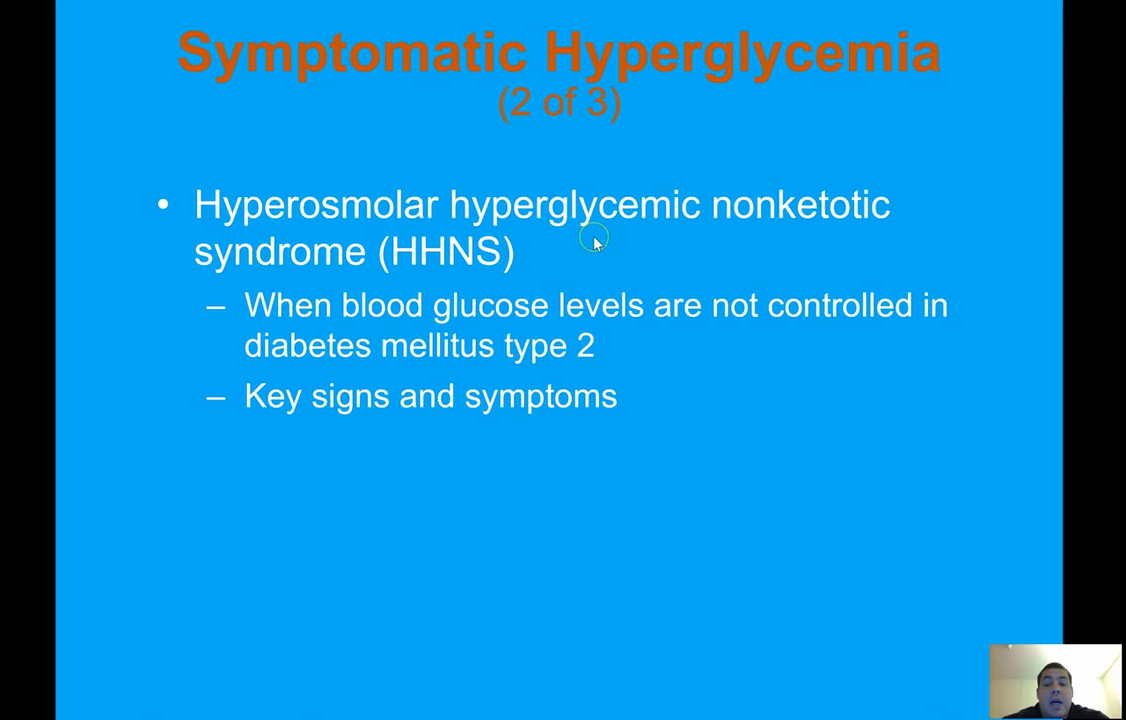 Symptomatic Hyperglycemia
(2 of 3)
• Hyperosmolar hyperglycemic nonketotic
syndrome (HHNS)
– When blood glucose levels are not controlled in
diabetes mellitus type 2
– Key signs and symptoms